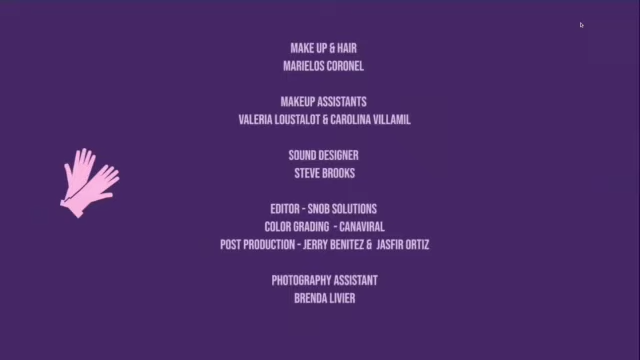 MAKE UP & HAIR
MARIELOS CORONEL
MAKEUP ASSISTANTS
VALERIA LOUSTALOT & CAROLINA VILLAMIL
SOUND DESIGNER
STEVE BROOKS
EDITOR - SNOB SOLUTIONS
COLOR GRADING - CANAVIRAL
POST PRODUCTION - JERRY BENITEZ & JASFIR ORTIZ
PHOTOGRAPHY ASSISTANT
BRENDA LIVIER